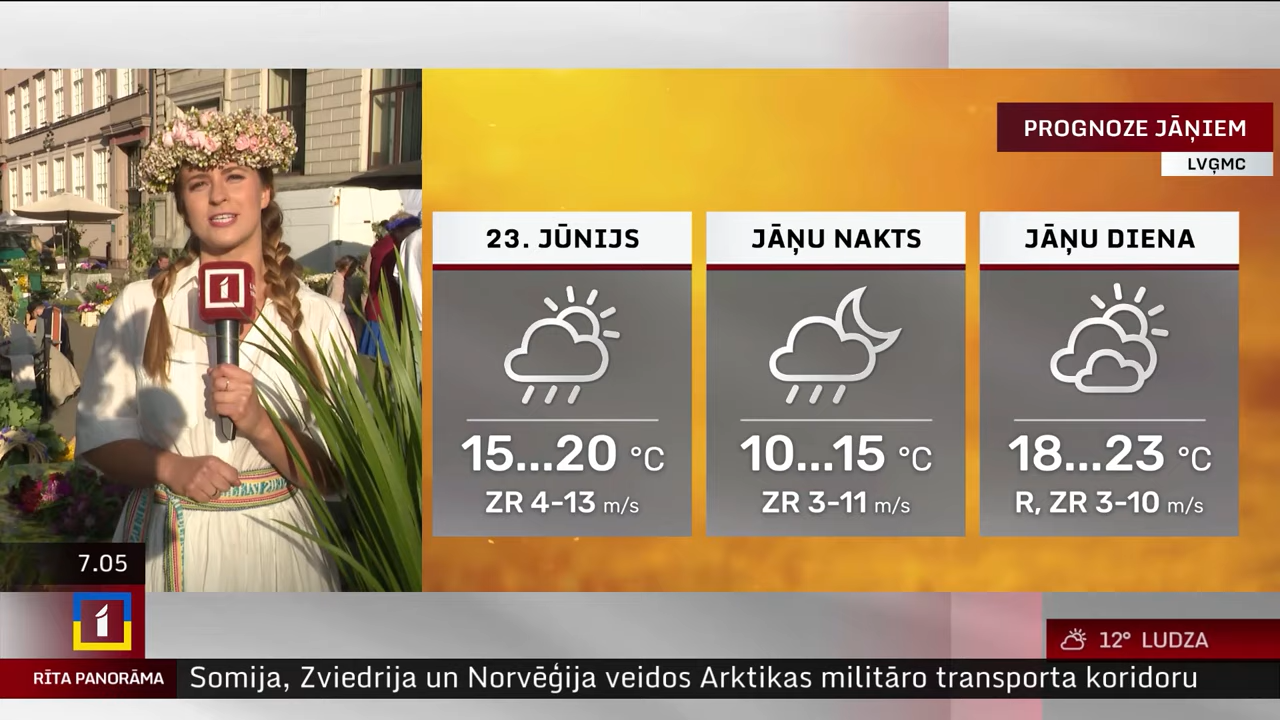 PROGNOZE JĀŅIEM
LVĢMC
23. JŪNIJS
15...20 °C
ZR 4-13 m/s
JĀŅU NAKTS
10...15 °C
ZR 3-11 m/s
JĀŅU DIENA
18...23 °C
R, ZR 3-10 m/s
1
7.05
1
12° LUDZA
RĪTA PANORĀMA
Somija, Zviedrija un Norvēģija veidos Arktikas militāro transporta koridoru